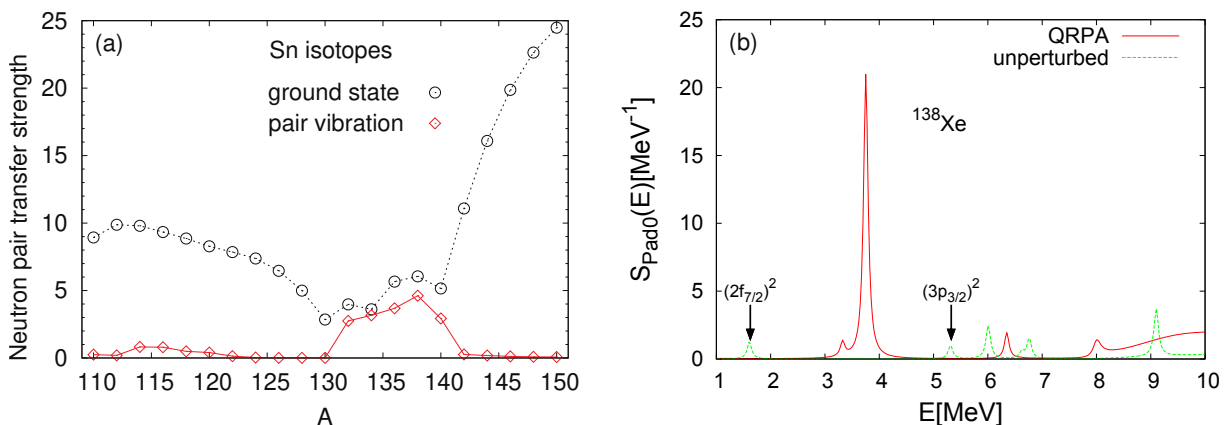 (a)
Sn isotopes
ground state
pair vibration
Neutron pair transfer strength
25
20
15
10
5
0
110 115 120 125 130 135 140 145 150
A
(b)
QRPA
unperturbed
¹³⁸Xe
(2f₇/₂)²
(3p₃/₂)²
S_Pad0(E)[MeV⁻¹]
25
20
15
10
5
0
1 2 3 4 5 6 7 8 9 10
E[MeV]